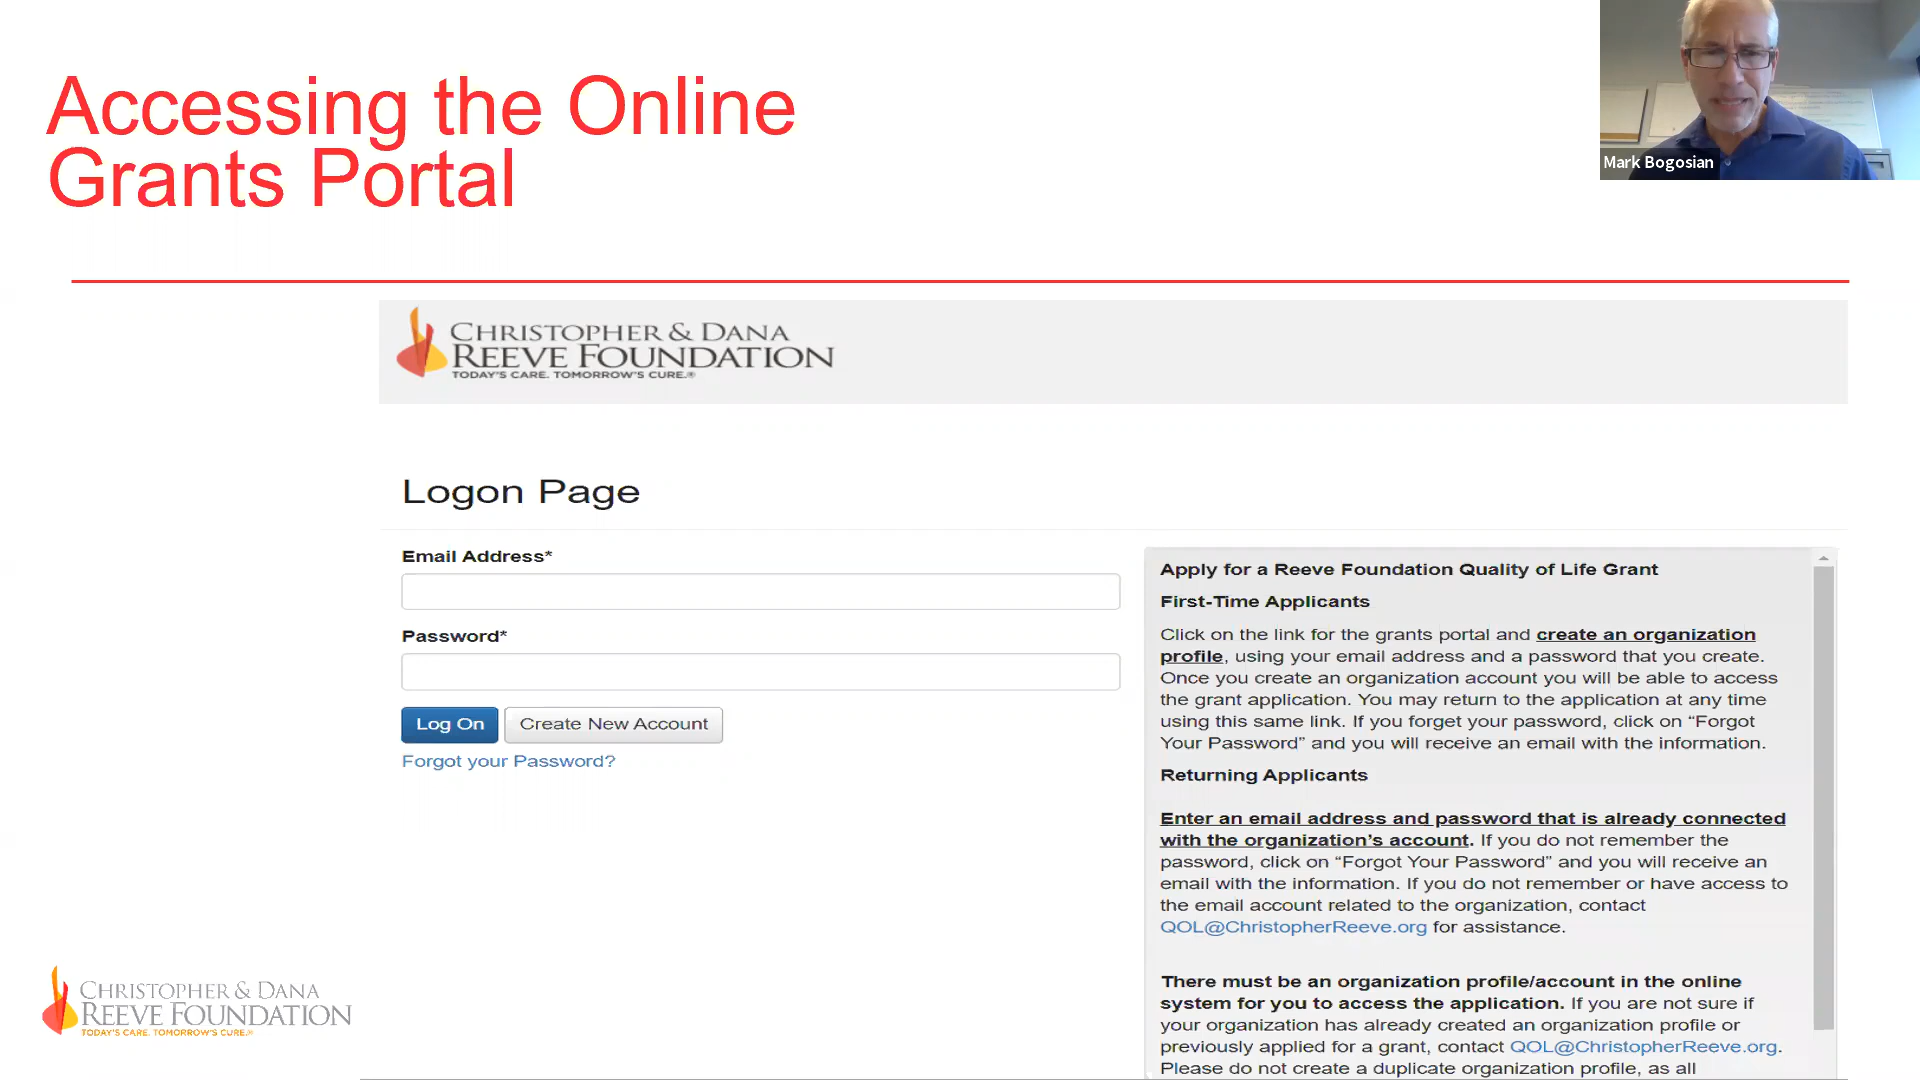 Accessing the Online
Grants Portal
Mark Bogosian
CHRISTOPHER & DANA
REEVE FOUNDATION
TODAY'S CARE. TOMORROW'S CURE.®
Logon Page
Email Address*
Password*
Log On
Create New Account
Forgot your Password?
Apply for a Reeve Foundation Quality of Life Grant
First-Time Applicants
Click on the link for the grants portal and create an organization
profile, using your email address and a password that you create.
Once you create an organization account you will be able to access
the grant application. You may return to the application at any time
using this same link. If you forget your password, click on “Forgot
Your Password” and you will receive an email with the information.
Returning Applicants
Enter an email address and password that is already connected
with the organization’s account. If you do not remember the
password, click on “Forgot Your Password” and you will receive an
email with the information. If you do not remember or have access to
the email account related to the organization, contact
QOL@ChristopherReeve.org for assistance.
There must be an organization profile/account in the online
system for you to access the application. If you are not sure if
your organization has already created an organization profile or
previously applied for a grant, contact QOL@ChristopherReeve.org.
Please do not create a duplicate organization profile, as all
CHRISTOPHER & DANA
REEVE FOUNDATION
TODAY'S CARE. TOMORROW'S CURE.®